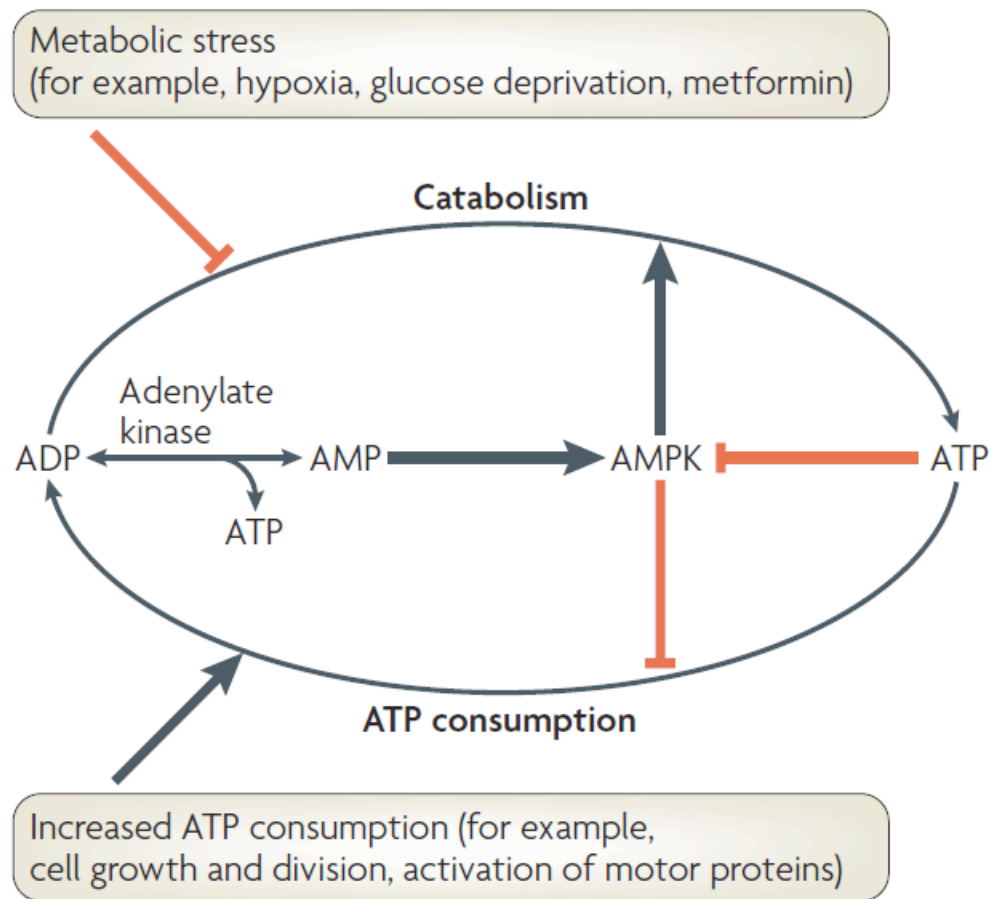 Metabolic stress
(for example, hypoxia, glucose deprivation, metformin)
Catabolism
Adenylate
kinase
ADP
AMP
AMPK
ATP
ATP
ATP consumption
Increased ATP consumption (for example,
cell growth and division, activation of motor proteins)